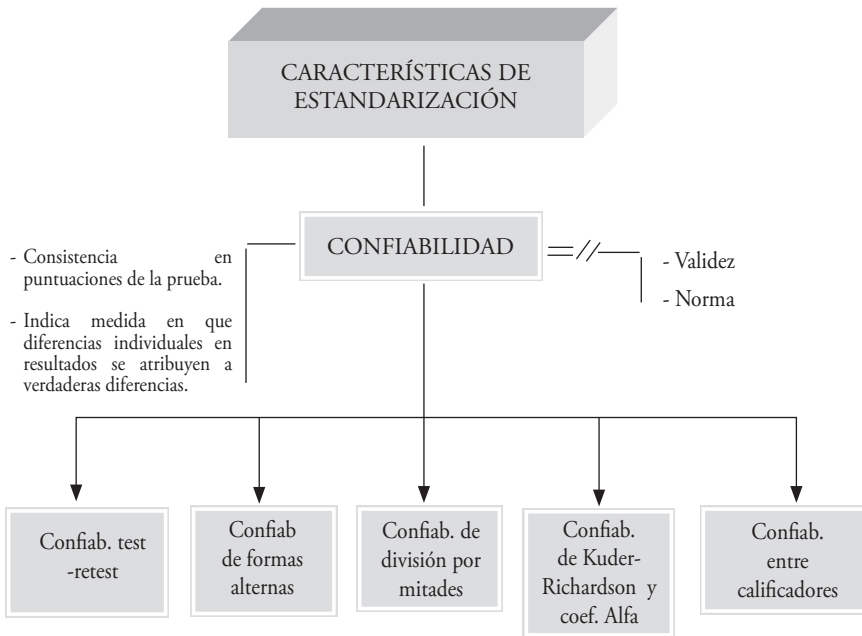 CARACTERÍSTICAS DE
ESTANDARIZACIÓN
CONFIABILIDAD
- Consistencia en
puntuaciones de la prueba.
- Indica medida en que
diferencias individuales en
resultados se atribuyen a
verdaderas diferencias.
- Validez
- Norma
Confiab. test
-retest
Confiab
de formas
alternas
Confiab. de
división por
mitades
Confiab.
de Kuder-
Richardson y
coef. Alfa
Confiab.
entre
calificadores